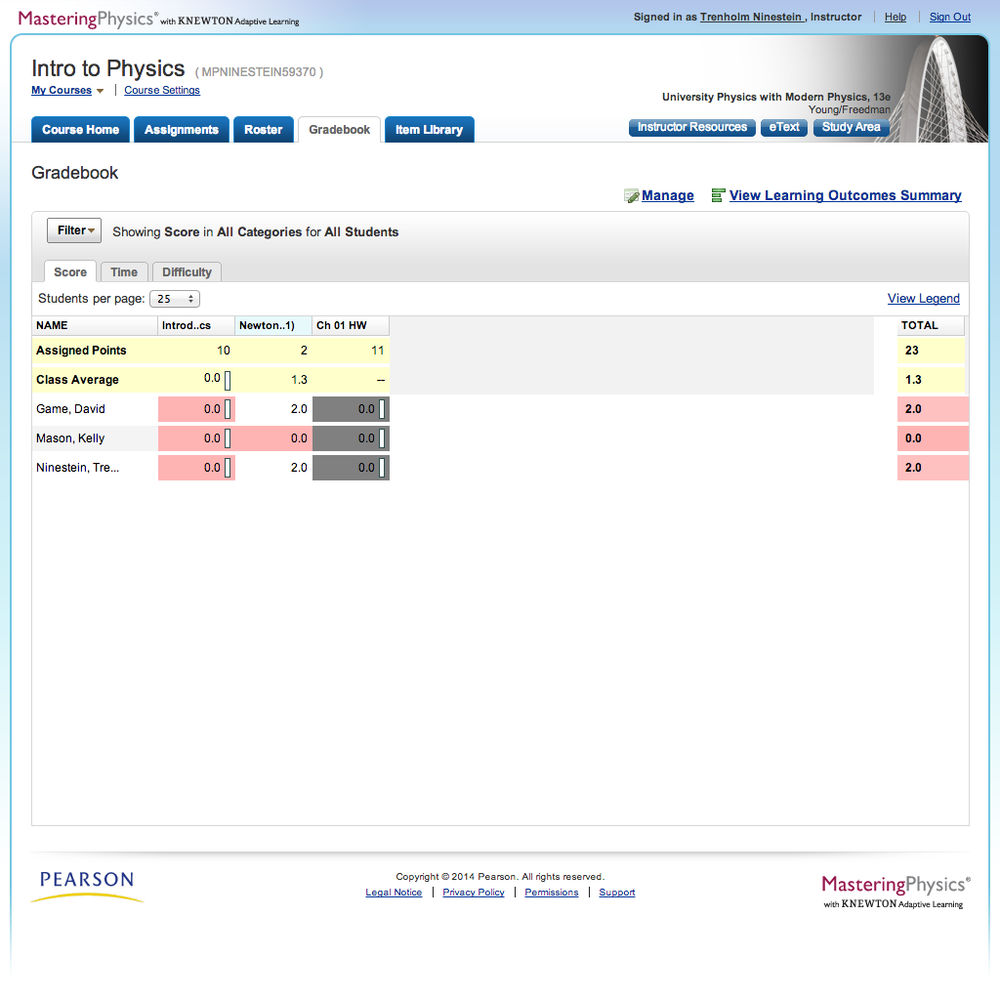 MasteringPhysics® with KNEWTON Adaptive Learning
Signed in as Trenholm Ninestein , Instructor | Help | Sign Out
Intro to Physics ( MPNINESTEIN59370 )
My Courses | Course Settings
University Physics with Modern Physics, 13e
Young/Freedman
Course Home Assignments Roster Gradebook Item Library
Instructor Resources eText Study Area
Gradebook
Manage View Learning Outcomes Summary
Filter Showing Score in All Categories for All Students
Score Time Difficulty
Students per page: 25 View Legend
NAME Introd..cs Newton..1) Ch 01 HW TOTAL
Assigned Points 10 2 11 23
Class Average 0.0 1.3 -- 1.3
Game, David 0.0 2.0 0.0 2.0
Mason, Kelly 0.0 0.0 0.0 0.0
Ninestein, Tre... 0.0 2.0 0.0 2.0
PEARSON
Copyright © 2014 Pearson. All rights reserved.
Legal Notice | Privacy Policy | Permissions | Support
MasteringPhysics®
with KNEWTON Adaptive Learning